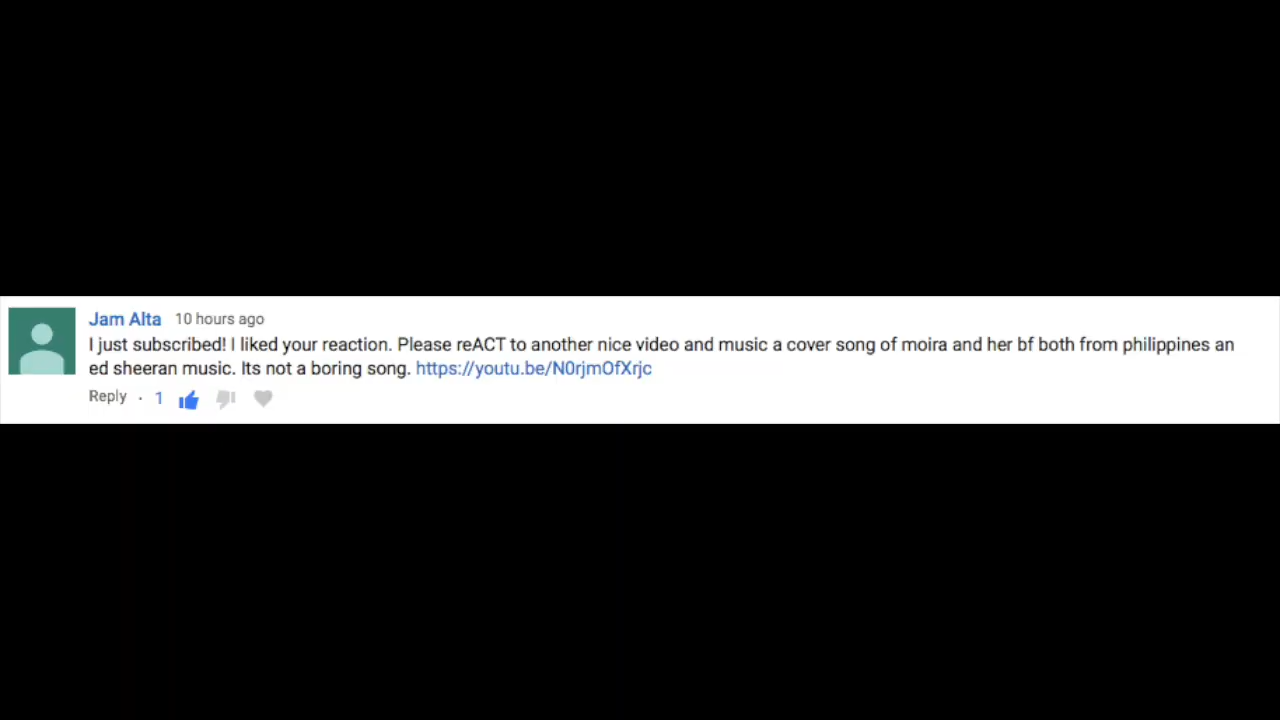 Jam Alta 10 hours ago
I just subscribed! I liked your reaction. Please reACT to another nice video and music a cover song of moira and her bf both from philippines an
ed sheeran music. Its not a boring song. https://youtu.be/N0rjmOfXrjc
Reply · 1